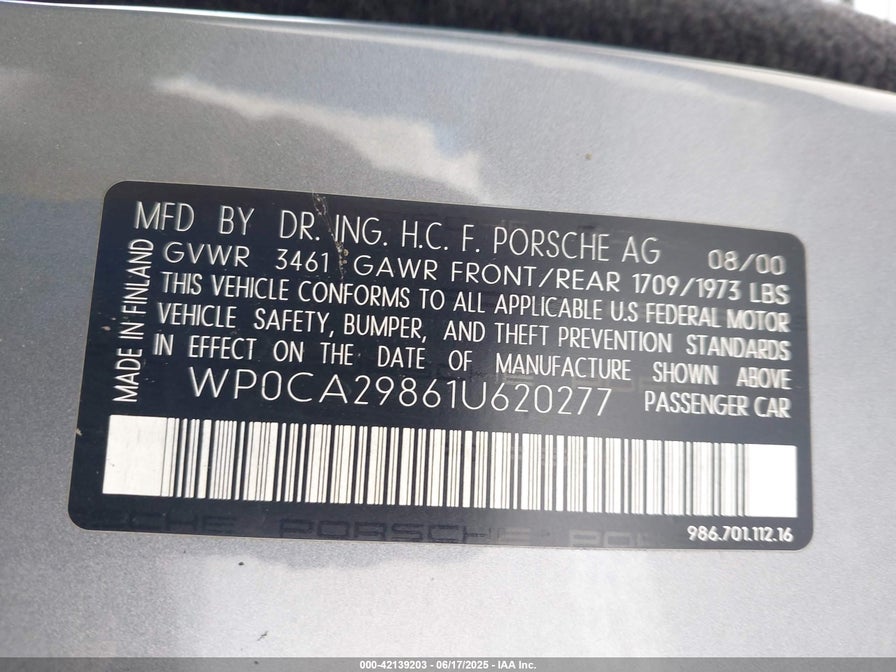 MFD BY DR. ING. H.C. F. PORSCHE AG 08/00
GVWR 3461 GAWR FRONT/REAR 1709/1973 LBS
THIS VEHICLE CONFORMS TO ALL APPLICABLE U.S FEDERAL MOTOR
VEHICLE SAFETY, BUMPER, AND THEFT PREVENTION STANDARDS
IN EFFECT ON THE DATE OF MANUFACTURE SHOWN ABOVE
WP0CA29861U620277 PASSENGER CAR
MADE IN FINLAND
PORSCHE
986.701.112.16
000-42139203 - 06/17/2025 - IAA Inc.